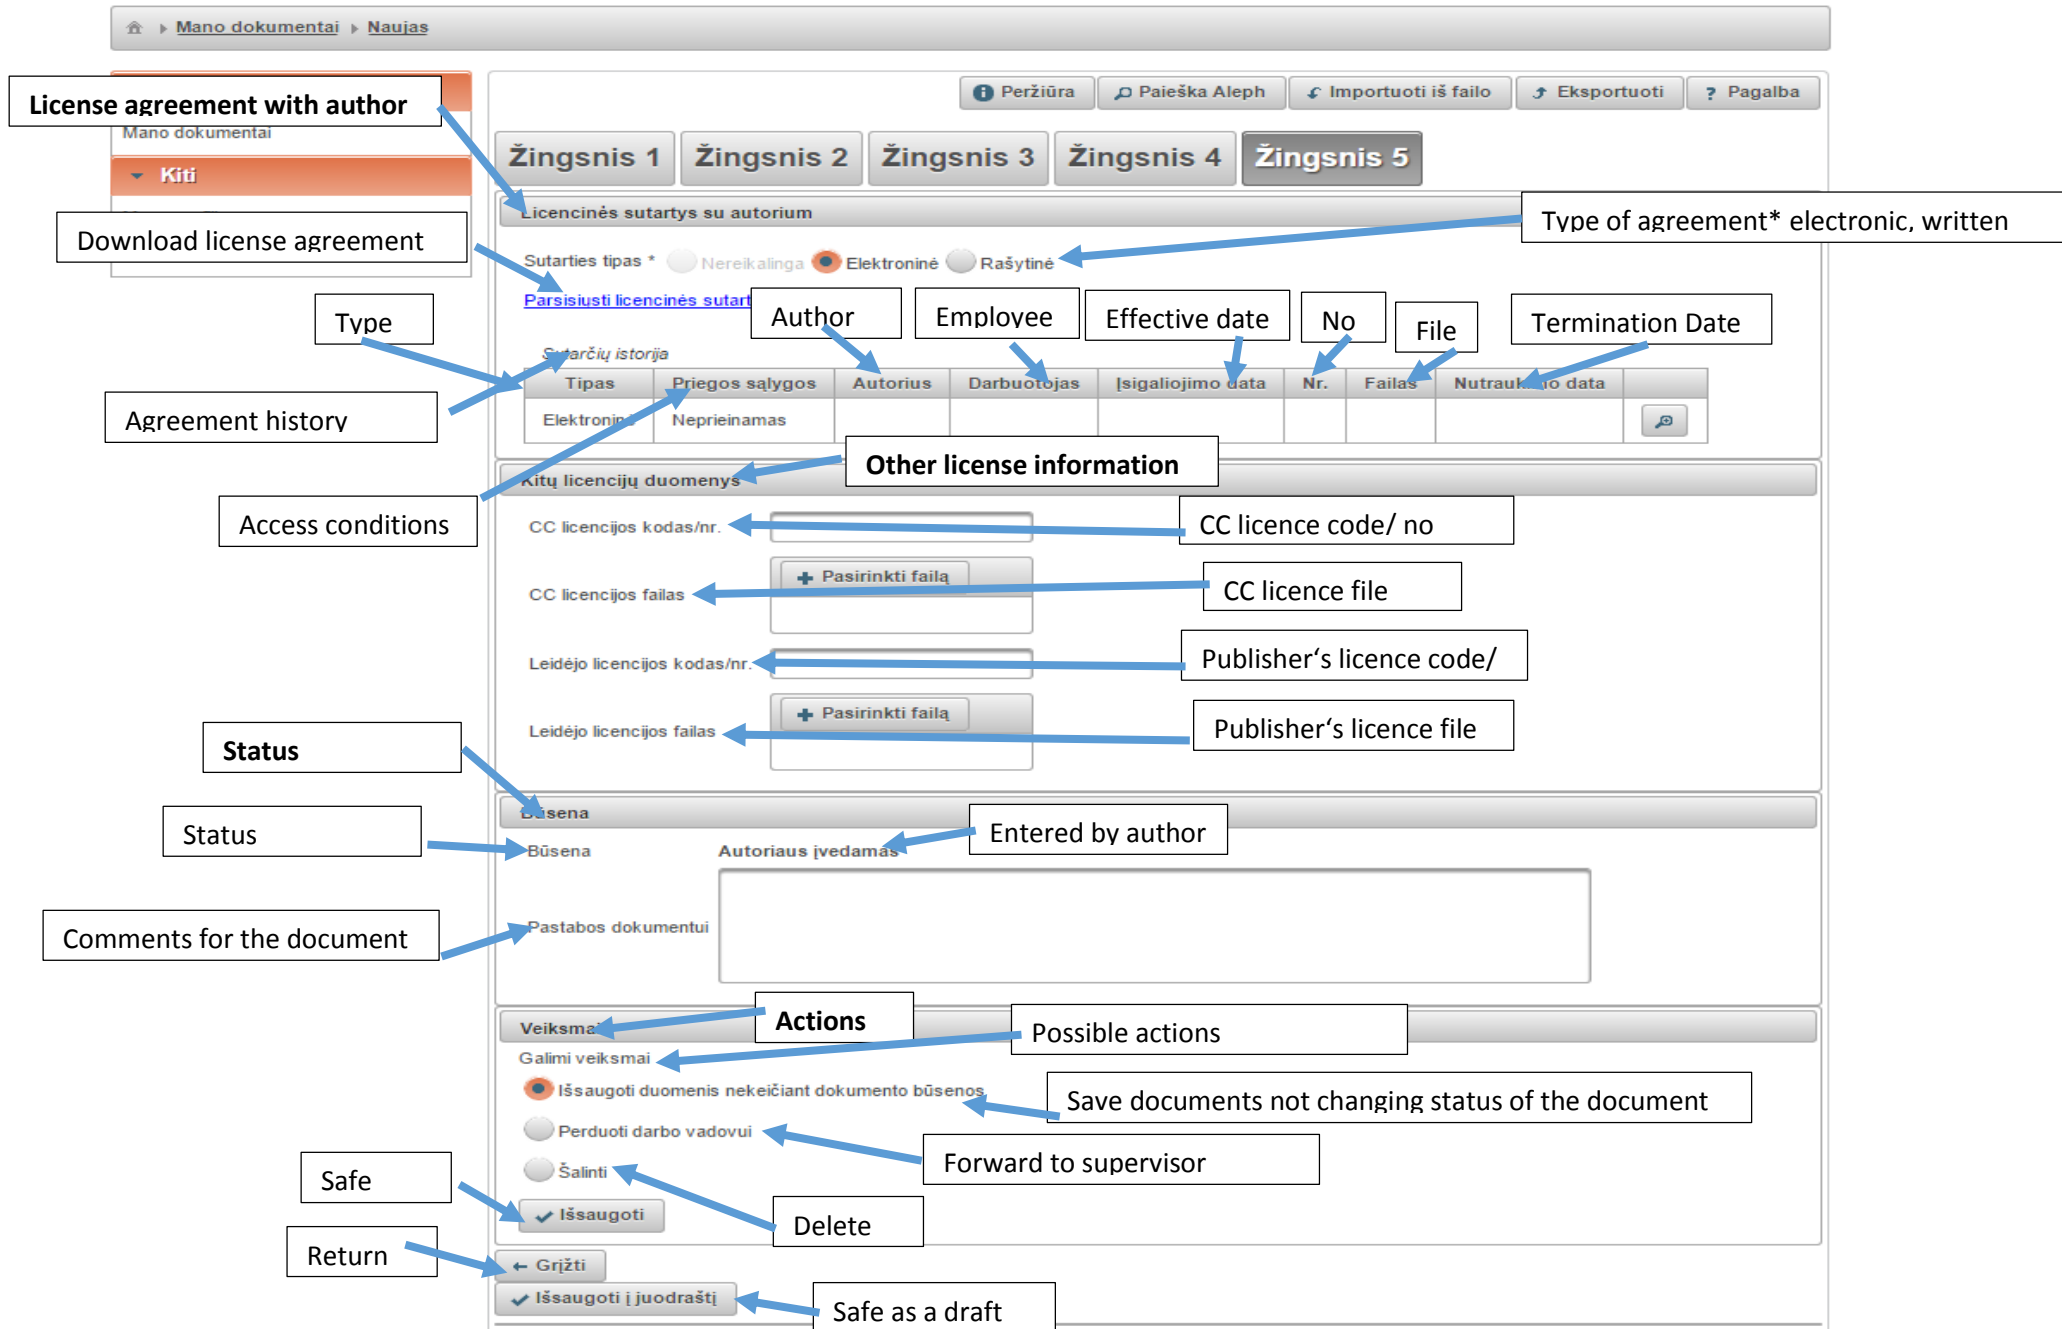 Mano dokumentai Naujas
License agreement with author
Peržiūra Paieška Aleph Importuoti iš failo Eksportuoti ? Pagalba
Mano dokumentai
Žingsnis 1 Žingsnis 2 Žingsnis 3 Žingsnis 4 Žingsnis 5
Kiti
Licencinės sutartys su autorium
Type of agreement* electronic, written
Download license agreement
Sutarties tipas * Nereikalinga Elektroninė Rašytinė
Parsisiusti licencinės sutart
Type
Author
Employee
Effective date
No
File
Termination Date
Sutarčių istorija
Tipas Priegos sąlygos Autorius Darbuotojas Įsigaliojimo data Nr. Failas Nutraukimo data
Agreement history
Elektroninė Neprieinamas
Other license information
Kitų licencijų duomenys
Access conditions
CC licencijos kodas/nr.
CC licence code/ no
Pasirinkti failą
CC licencijos failas
CC licence file
Leidėjo licencijos kodas/nr.
Publisher‘s licence code/
Pasirinkti failą
Leidėjo licencijos failas
Publisher‘s licence file
Status
Būsena
Status
Būsena Autoriaus įvedamas
Entered by author
Comments for the document
Pastabos dokumentui
Veiksmai
Actions
Possible actions
Galimi veiksmai
Išsaugoti duomenis nekeičiant dokumento būsenos
Save documents not changing status of the document
Perduoti darbo vadovui
Forward to supervisor
Šalinti
Safe
Išsaugoti
Delete
Return
Grįžti
Išsaugoti į juodraštį
Safe as a draft